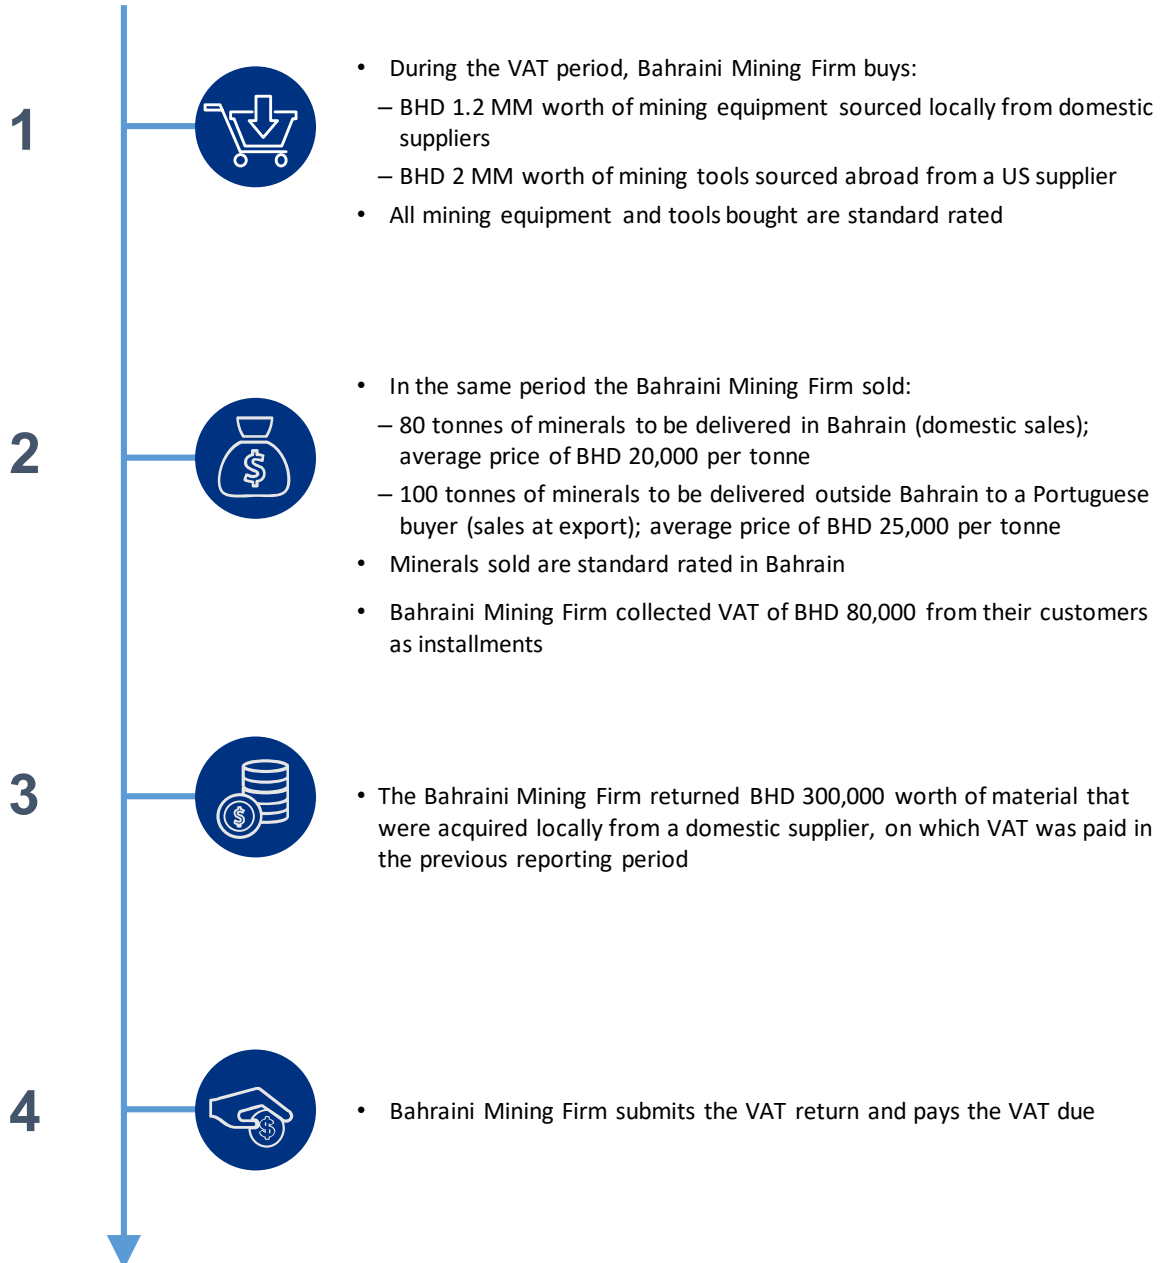 1
• During the VAT period, Bahraini Mining Firm buys:
– BHD 1.2 MM worth of mining equipment sourced locally from domestic
suppliers
– BHD 2 MM worth of mining tools sourced abroad from a US supplier
• All mining equipment and tools bought are standard rated
2
• In the same period the Bahraini Mining Firm sold:
– 80 tonnes of minerals to be delivered in Bahrain (domestic sales);
average price of BHD 20,000 per tonne
– 100 tonnes of minerals to be delivered outside Bahrain to a Portuguese
buyer (sales at export); average price of BHD 25,000 per tonne
• Minerals sold are standard rated in Bahrain
• Bahraini Mining Firm collected VAT of BHD 80,000 from their customers
as installments
$
3
• The Bahraini Mining Firm returned BHD 300,000 worth of material that
were acquired locally from a domestic supplier, on which VAT was paid in
the previous reporting period
$
4
• Bahraini Mining Firm submits the VAT return and pays the VAT due
$